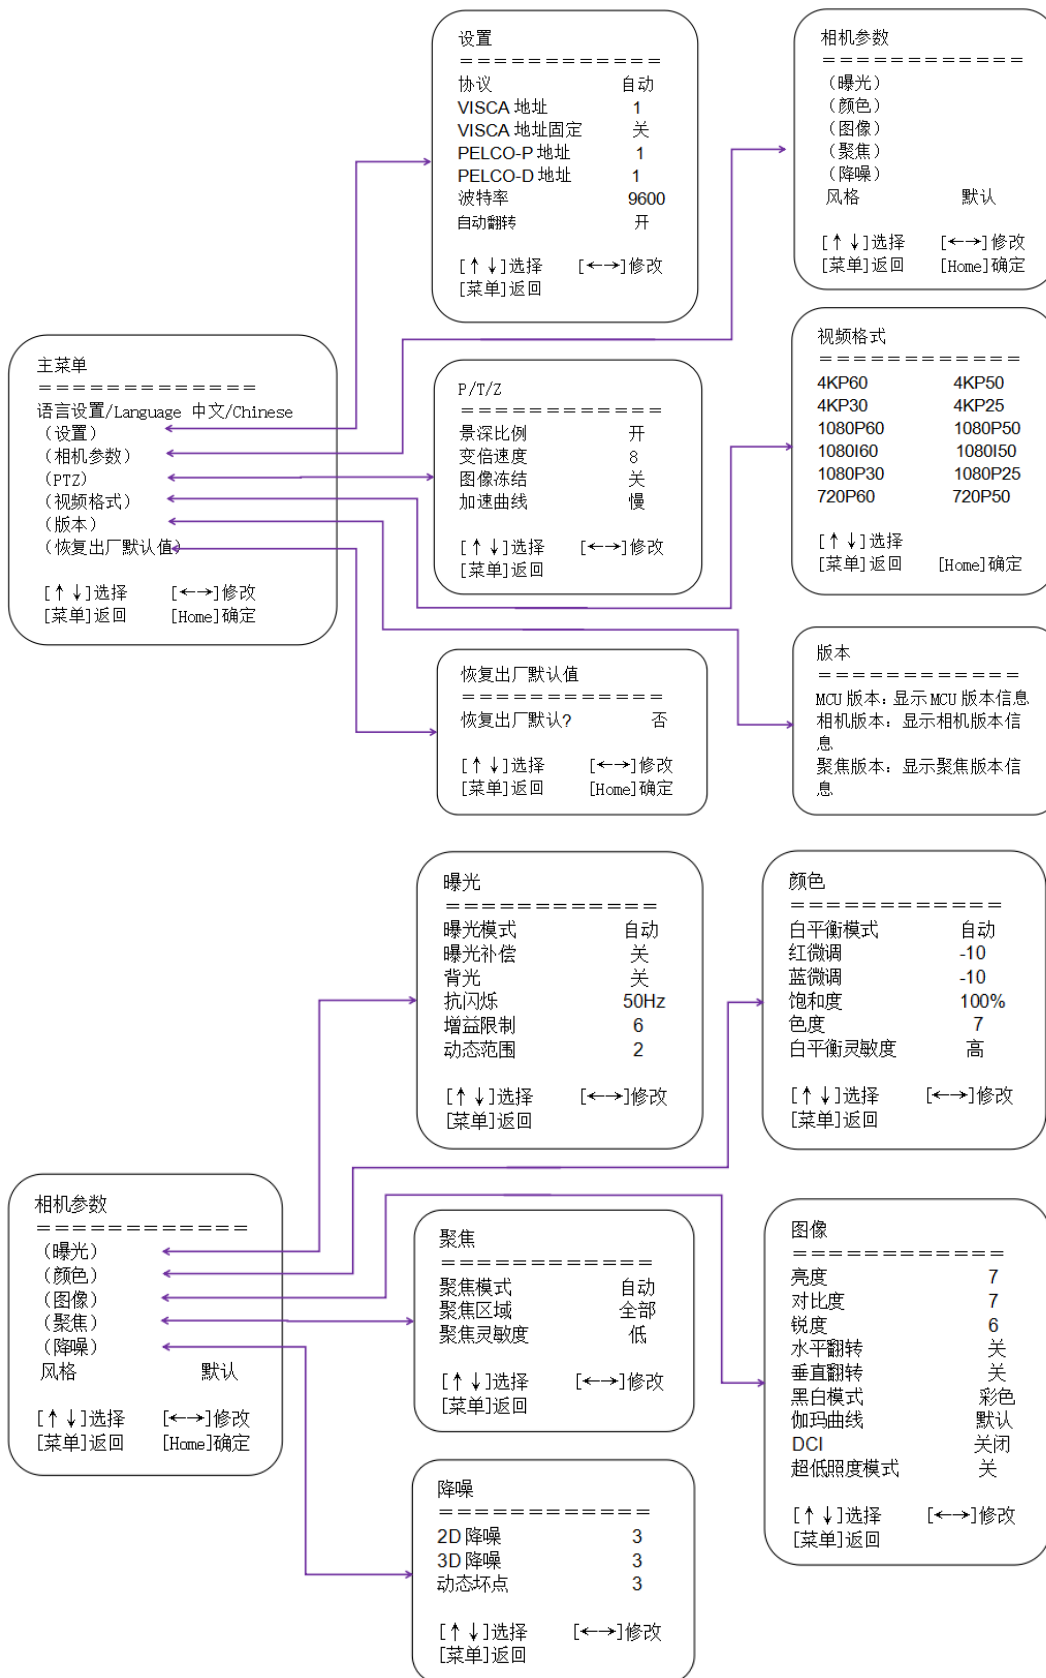 设置
============
协议 自动
VISCA 地址 1
VISCA 地址固定 关
PELCO-P 地址 1
PELCO-D 地址 1
波特率 9600
自动翻转 开
[↑↓]选择 [←→]修改
[菜单]返回
相机参数
============
(曝光)
(颜色)
(图像)
(聚焦)
(降噪)
风格 默认
[↑↓]选择 [←→]修改
[菜单]返回 [Home]确定
主菜单
=============
语言设置/Language 中文/Chinese
(设置)
(相机参数)
(PTZ)
(视频格式)
(版本)
(恢复出厂默认值)
[↑↓]选择 [←→]修改
[菜单]返回 [Home]确定
P/T/Z
============
景深比例 开
变倍速度 8
图像冻结 关
加速曲线 慢
[↑↓]选择 [←→]修改
[菜单]返回
视频格式
============
4KP60 4KP50
4KP30 4KP25
1080P60 1080P50
1080I60 1080I50
1080P30 1080P25
720P60 720P50
[↑↓]选择
[菜单]返回 [Home]确定
恢复出厂默认值
============
恢复出厂默认? 否
[↑↓]选择 [←→]修改
[菜单]返回 [Home]确定
版本
============
MCU 版本：显示 MCU 版本信息
相机版本：显示相机版本信
息
聚焦版本：显示聚焦版本信
息
曝光
============
曝光模式 自动
曝光补偿 关
背光 关
抗闪烁 50Hz
增益限制 6
动态范围 2
[↑↓]选择 [←→]修改
[菜单]返回
颜色
============
白平衡模式 自动
红微调 -10
蓝微调 -10
饱和度 100%
色度 7
白平衡灵敏度 高
[↑↓]选择 [←→]修改
[菜单]返回
相机参数
============
(曝光)
(颜色)
(图像)
(聚焦)
(降噪)
风格 默认
[↑↓]选择 [←→]修改
[菜单]返回 [Home]确定
聚焦
============
聚焦模式 自动
聚焦区域 全部
聚焦灵敏度 低
[↑↓]选择 [←→]修改
[菜单]返回
图像
============
亮度 7
对比度 7
锐度 6
水平翻转 关
垂直翻转 关
黑白模式 彩色
伽玛曲线 默认
DCI 关闭
超低照度模式 关
[↑↓]选择 [←→]修改
[菜单]返回
降噪
============
2D 降噪 3
3D 降噪 3
动态坏点 3
[↑↓]选择 [←→]修改
[菜单]返回